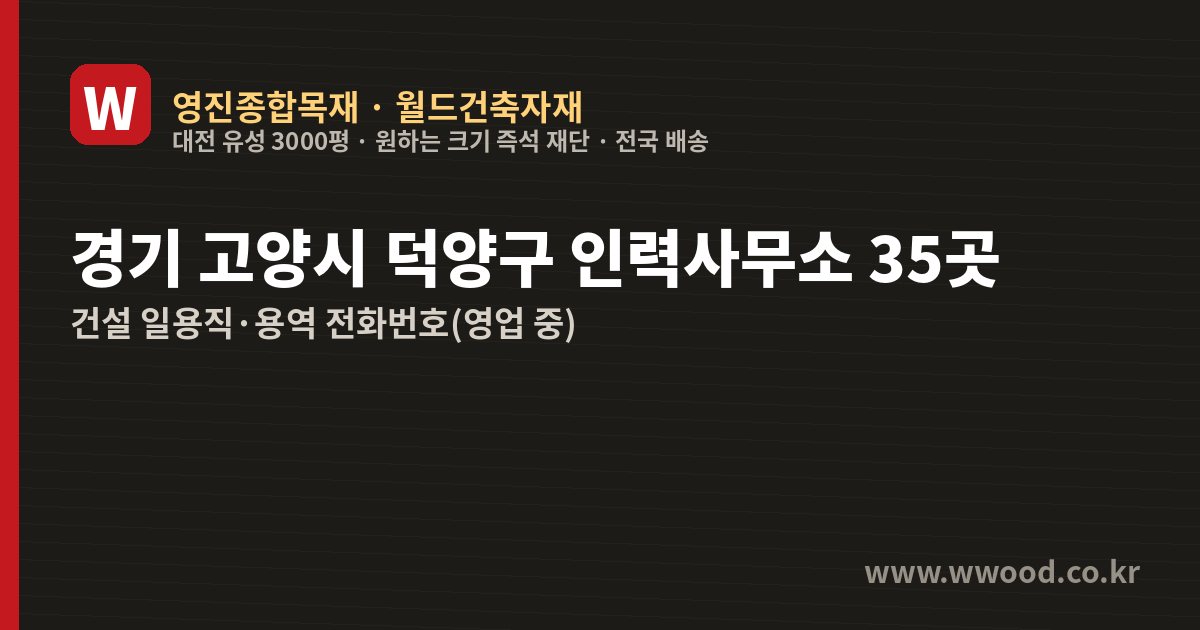 W
영진종합목재 · 월드건축자재
대전 유성 3000평 · 원하는 크기 즉석 재단 · 전국 배송
경기 고양시 덕양구 인력사무소 35곳
건설 일용직·용역 전화번호(영업 중)
www.wwood.co.kr